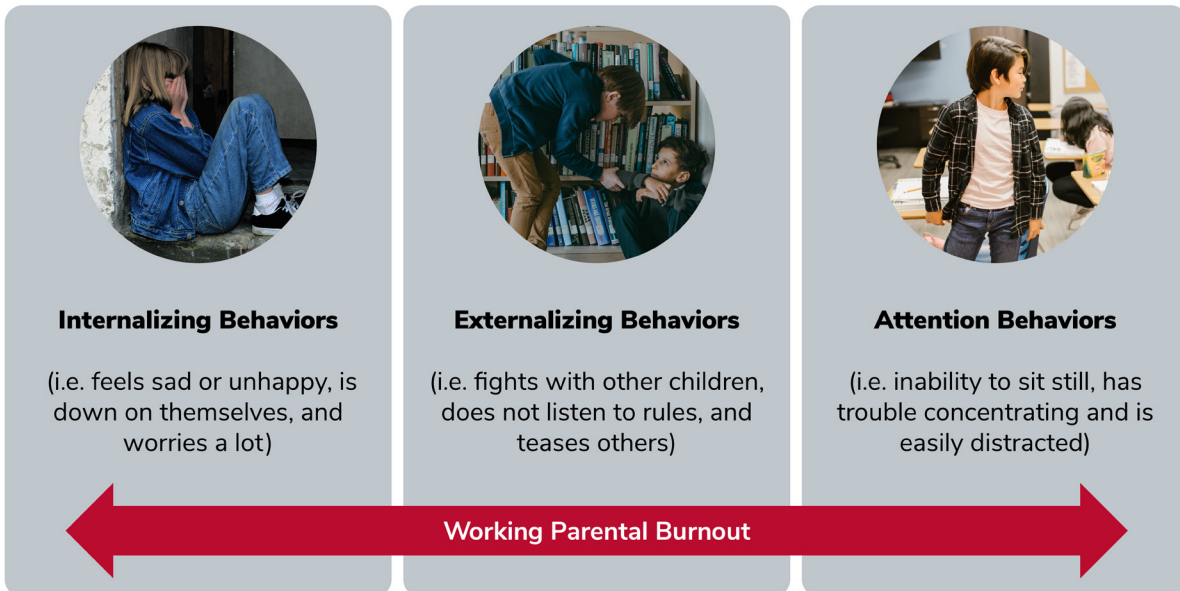 Internalizing Behaviors
(i.e. feels sad or unhappy, is
down on themselves, and
worries a lot)
Externalizing Behaviors
(i.e. fights with other children,
does not listen to rules, and
teases others)
Attention Behaviors
(i.e. inability to sit still, has
trouble concentrating and is
easily distracted)
Working Parental Burnout